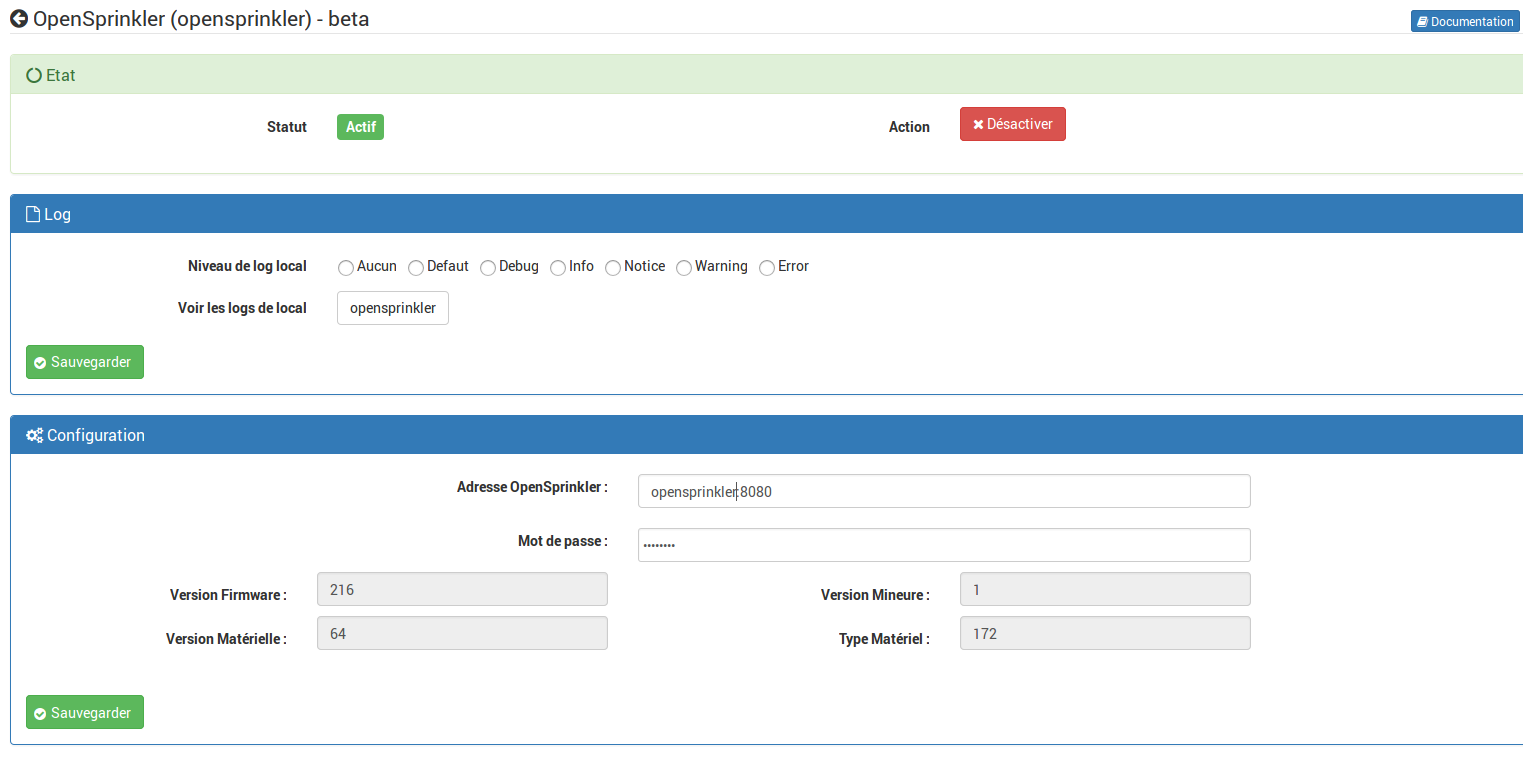 OpenSprinkler (opensprinkler) - beta
Documentation
Etat
Statut Actif Action Désactiver
Log
Niveau de log local Aucun Defaut Debug Info Notice Warning Error
Voir les logs de local opensprinkler
Sauvegarder
Configuration
Adresse OpenSprinkler : opensprinkler:8080
Mot de passe : ••••••••
Version Firmware : 216 Version Mineure : 1
Version Matérielle : 64 Type Matériel : 172
Sauvegarder